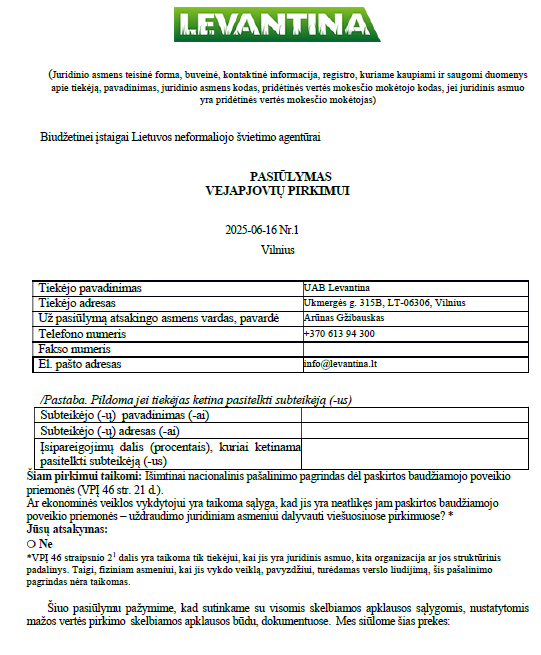 LEVANTINA
(Juridinio asmens teisinė forma, buveinė, kontaktinė informacija, registro, kuriame kaupiami ir saugomi duomenys
apie tiekėją, pavadinimas, juridinio asmens kodas, pridėtinės vertės mokesčio mokėtojo kodas, jei juridinis asmuo
yra pridėtinės vertės mokesčio mokėtojas)
Biudžetinei įstaigai Lietuvos neformaliojo švietimo agentūrai
PASIŪLYMAS
VEJAPJOVIŲ PIRKIMUI
2025-06-16 Nr.1
Vilnius
Tiekėjo pavadinimas UAB Levantina
Tiekėjo adresas Ukmergės g. 315B, LT-06306, Vilnius
Už pasiūlymą atsakingo asmens vardas, pavardė Arūnas Gžibauskas
Telefono numeris +370 613 94 300
Fakso numeris
El. pašto adresas info@levantina.lt
/Pastaba. Pildoma jei tiekėjas ketina pasitelkti subteikėją (-us)
Subteikėjo (-ų) pavadinimas (-ai)
Subteikėjo (-ų) adresas (-ai)
Įsipareigojimų dalis (procentais), kuriai ketinama
pasitelkti subteikėją (-us)
Šiam pirkimui taikomi: Išimtinai nacionalinis pašalinimo pagrindas dėl paskirtos baudžiamojo poveikio
priemonės (VPĮ 46 str. 21 d.).
Ar ekonominės veiklos vykdytojui yra taikoma sąlyga, kad jis yra neatlikęs jam paskirtos baudžiamojo
poveikio priemonės – uždraudimo juridiniam asmeniui dalyvauti viešuosiuose pirkimuose? *
Jūsų atsakymas:
❍ Ne
*VPĮ 46 straipsnio 2¹ dalis yra taikoma tik tiekėjui, kai jis yra juridinis asmuo, kita organizacija ar jos struktūrinis
padalinys. Taigi, fiziniam asmeniui, kai jis vykdo veiklą, pavyzdžiui, turėdamas verslo liudijimą, šis pašalinimo
pagrindas nėra taikomas.
Šiuo pasiūlymu pažymime, kad sutinkame su visomis skelbiamos apklausos sąlygomis, nustatytomis
mažos vertės pirkimo skelbiamos apklausos būdu, dokumentuose. Mes siūlome šias prekes: